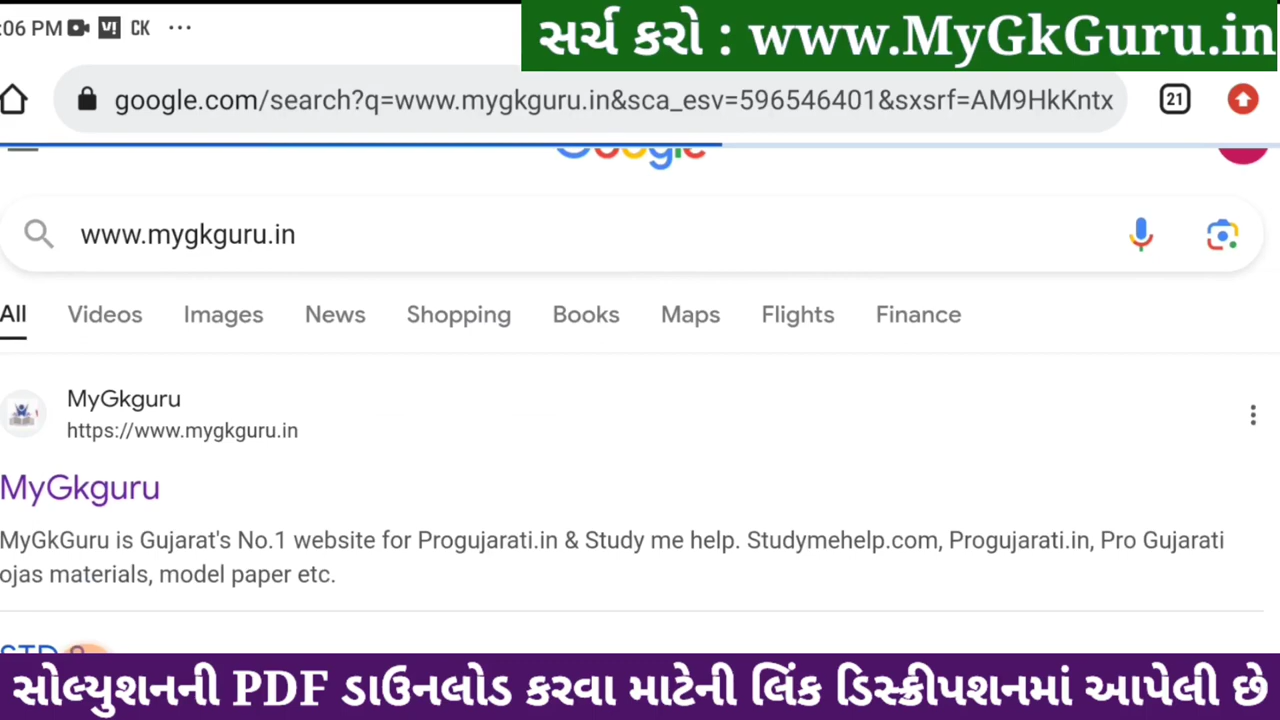 :06 PM CK ...
સર્ચ કરો : www.MyGkGuru.in
google.com/search?q=www.mygkguru.in&sca_esv=596546401&sxsrf=AM9HkKntx
21
Google
www.mygkguru.in
All Videos Images News Shopping Books Maps Flights Finance
MyGkguru
https://www.mygkguru.in
MyGkguru
MyGkGuru is Gujarat's No.1 website for Progujarati.in & Study me help. Studymehelp.com, Progujarati.in, Pro Gujarati
ojas materials, model paper etc.
STD
સોલ્યુશનની PDF ડાઉનલોડ કરવા માટેની લિંક ડિસ્ક્રીપશનમાં આપેલી છે